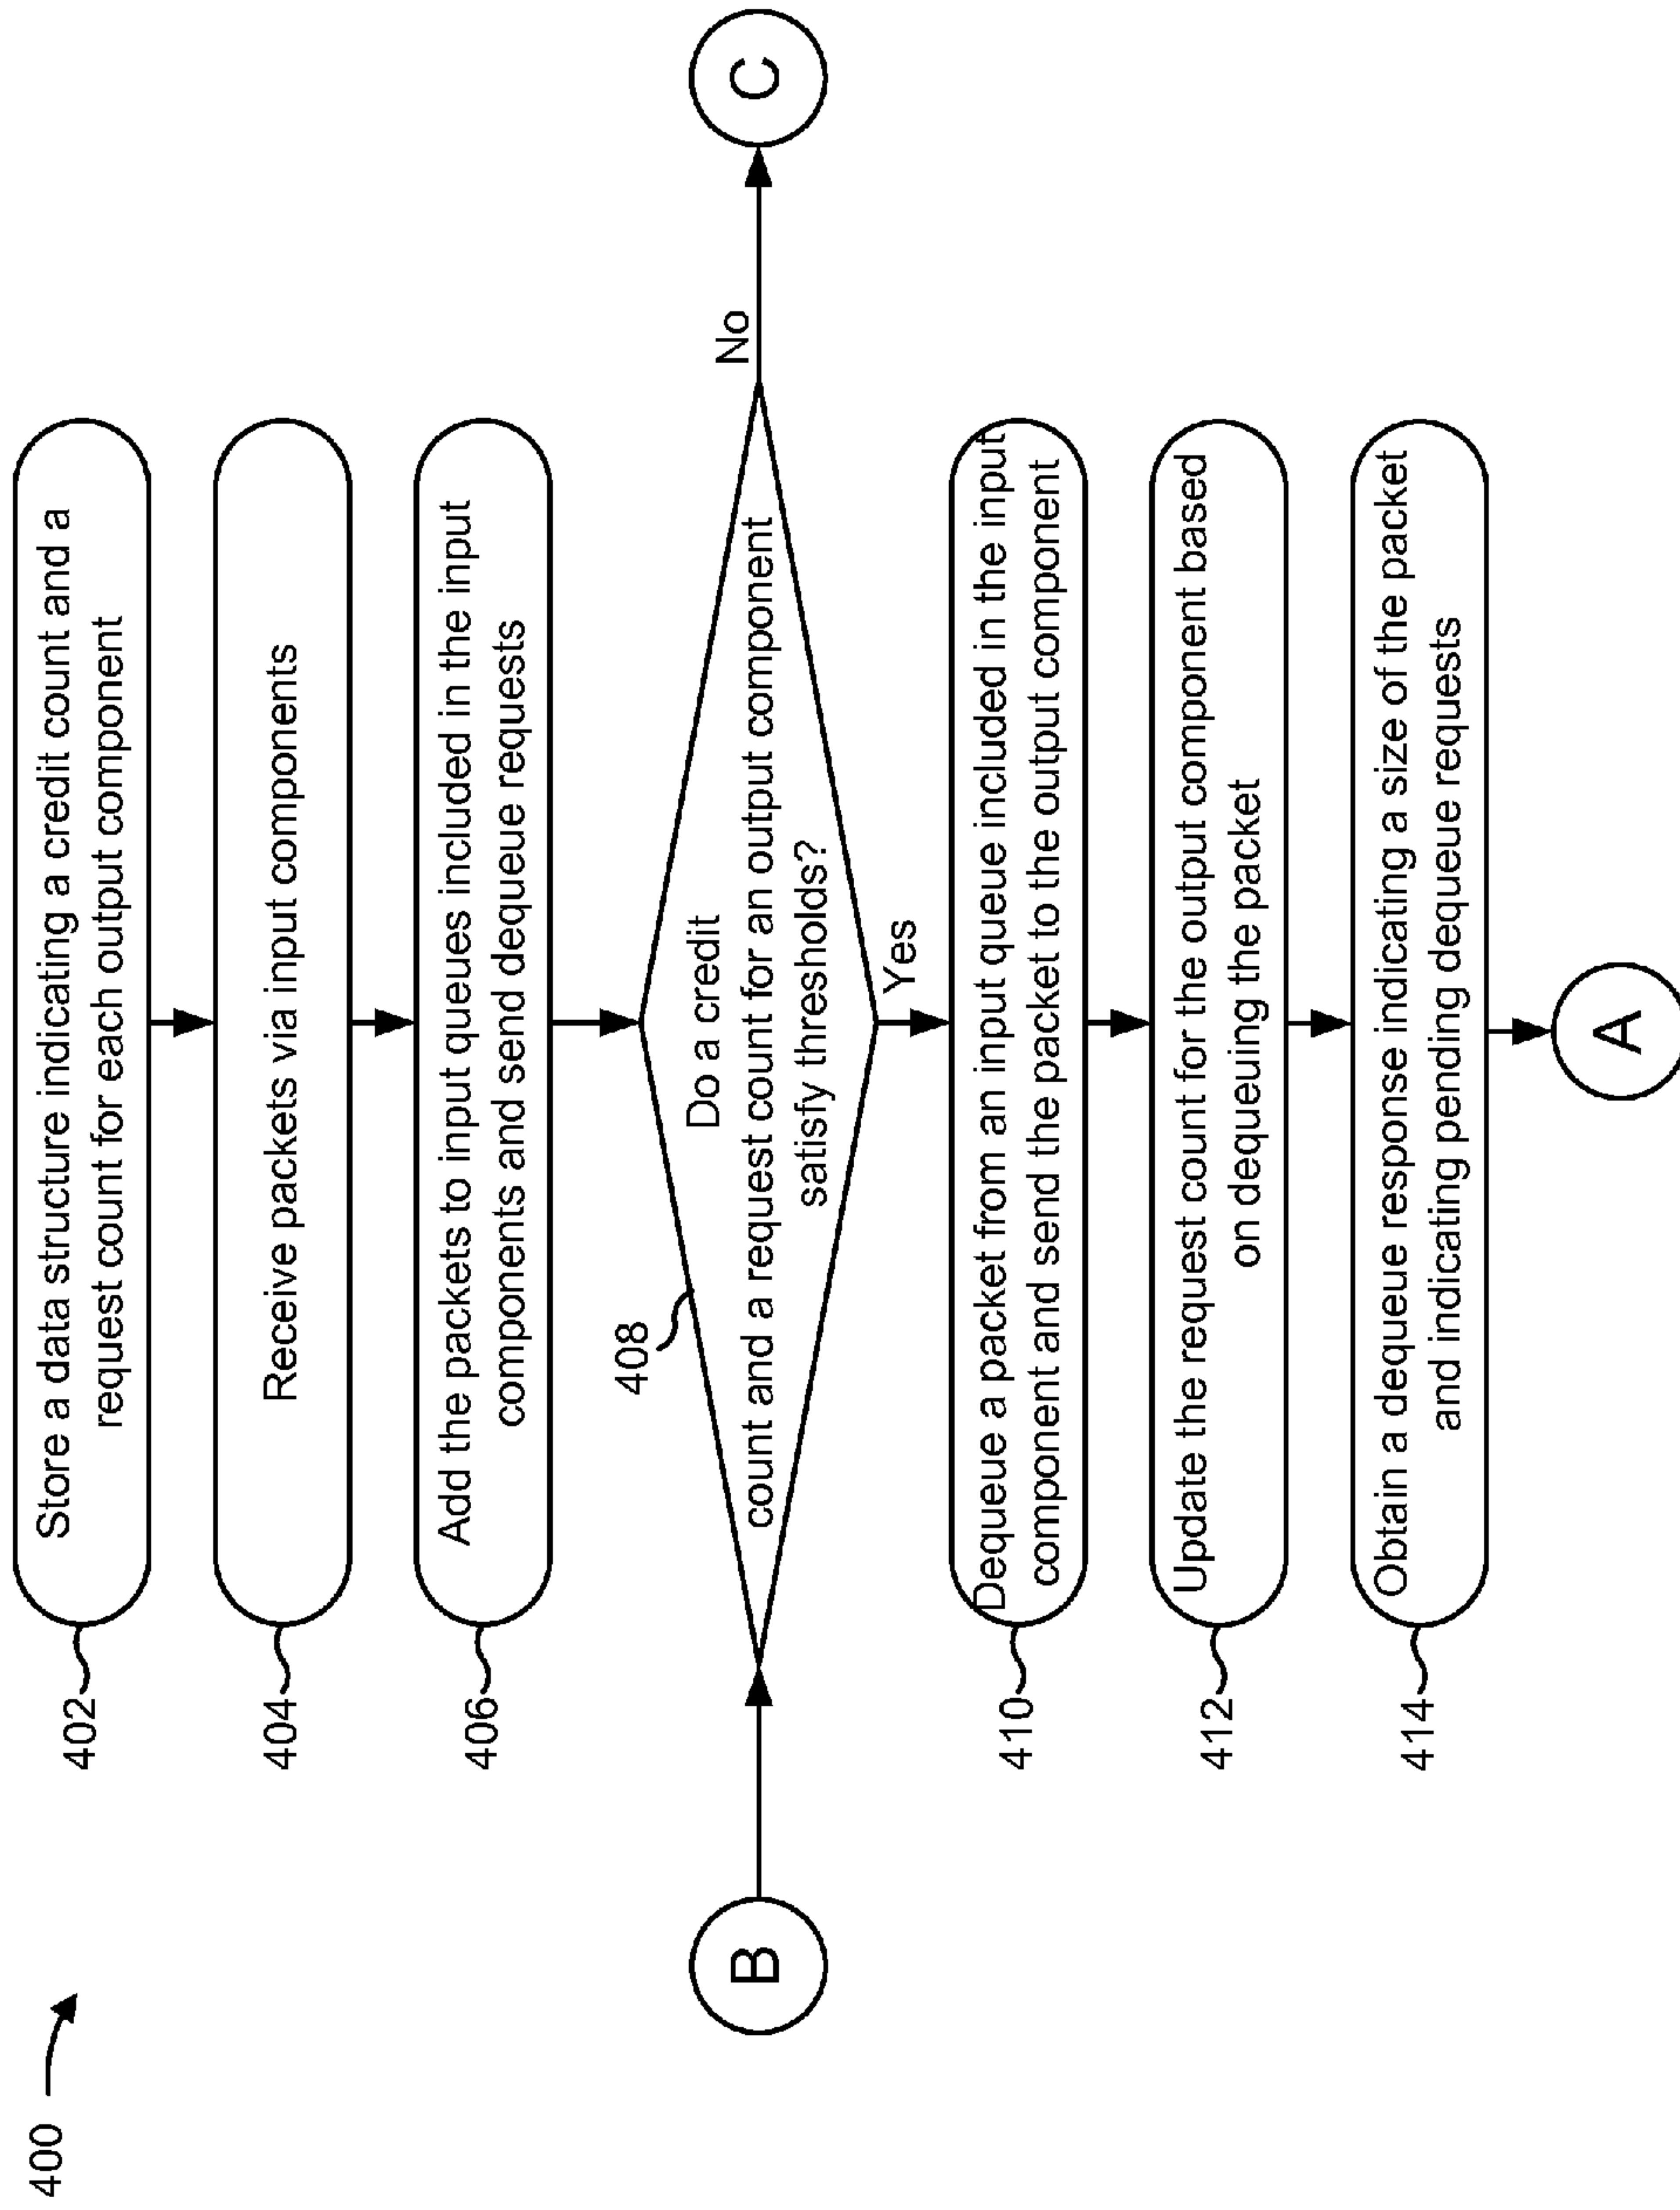 400
402
Store a data structure indicating a credit count and a
request count for each output component
404
Receive packets via input components
406
Add the packets to input queues included in the input
components and send dequeue requests
408
Do a credit
count and a request count for an output component
satisfy thresholds?
B
No
C
Yes
410
Dequeue a packet from an input queue included in the input
component and send the packet to the output component
412
Update the request count for the output component based
on dequeuing the packet
414
Obtain a dequeue response indicating a size of the packet
and indicating pending dequeue requests
A